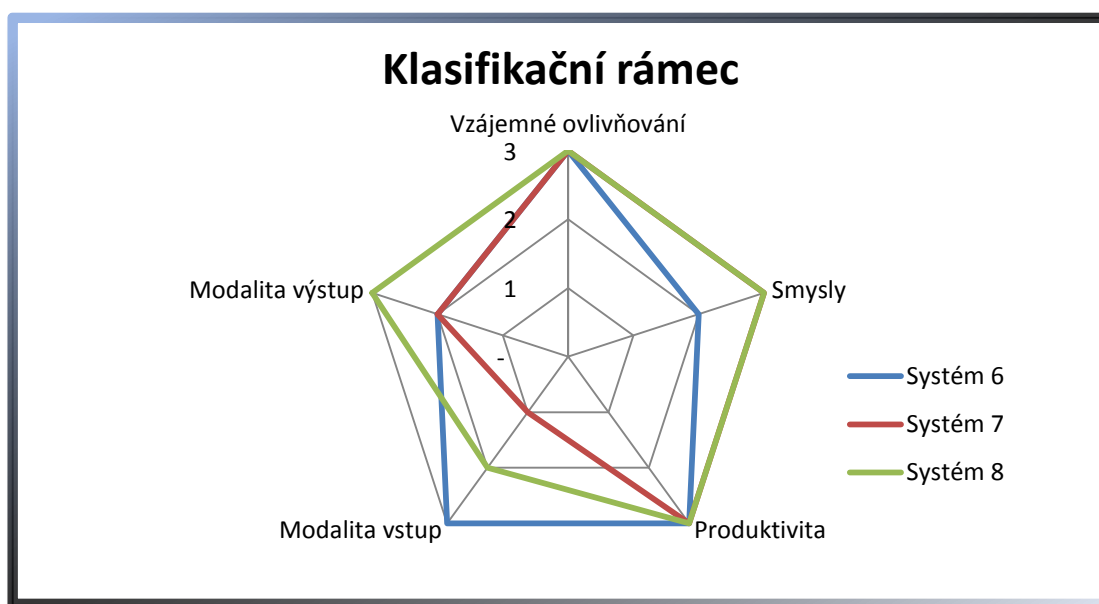 Klasifikační rámec
Vzájemné ovlivňování
3
2
1
-
Modalita výstup
Smysly
Modalita vstup
Produktivita
Systém 6
Systém 7
Systém 8